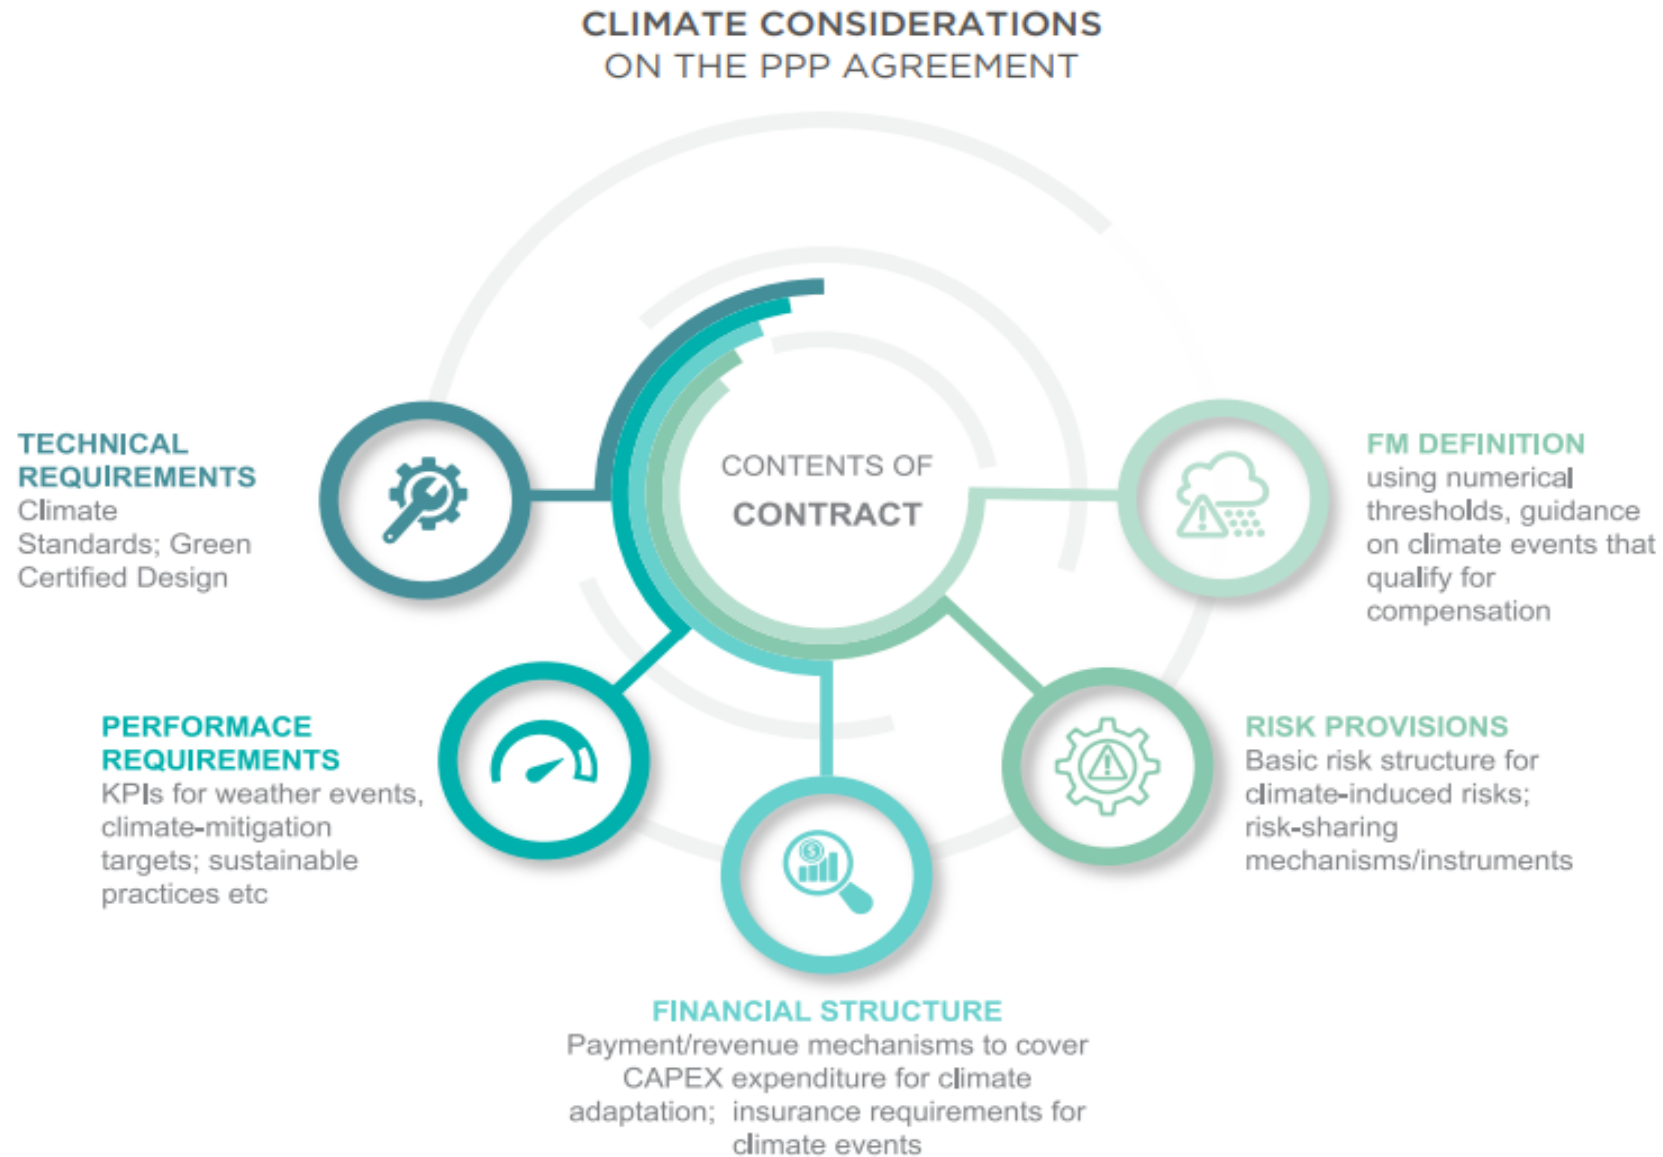 CLIMATE CONSIDERATIONS
ON THE PPP AGREEMENT
CONTENTS OF
CONTRACT
TECHNICAL
REQUIREMENTS
Climate
Standards; Green
Certified Design
PERFORMACE
REQUIREMENTS
KPIs for weather events,
climate-mitigation
targets; sustainable
practices etc
FINANCIAL STRUCTURE
Payment/revenue mechanisms to cover
CAPEX expenditure for climate
adaptation; insurance requirements for
climate events
RISK PROVISIONS
Basic risk structure for
climate-induced risks;
risk-sharing
mechanisms/instruments
FM DEFINITION
using numerical
thresholds, guidance
on climate events that
qualify for
compensation
$